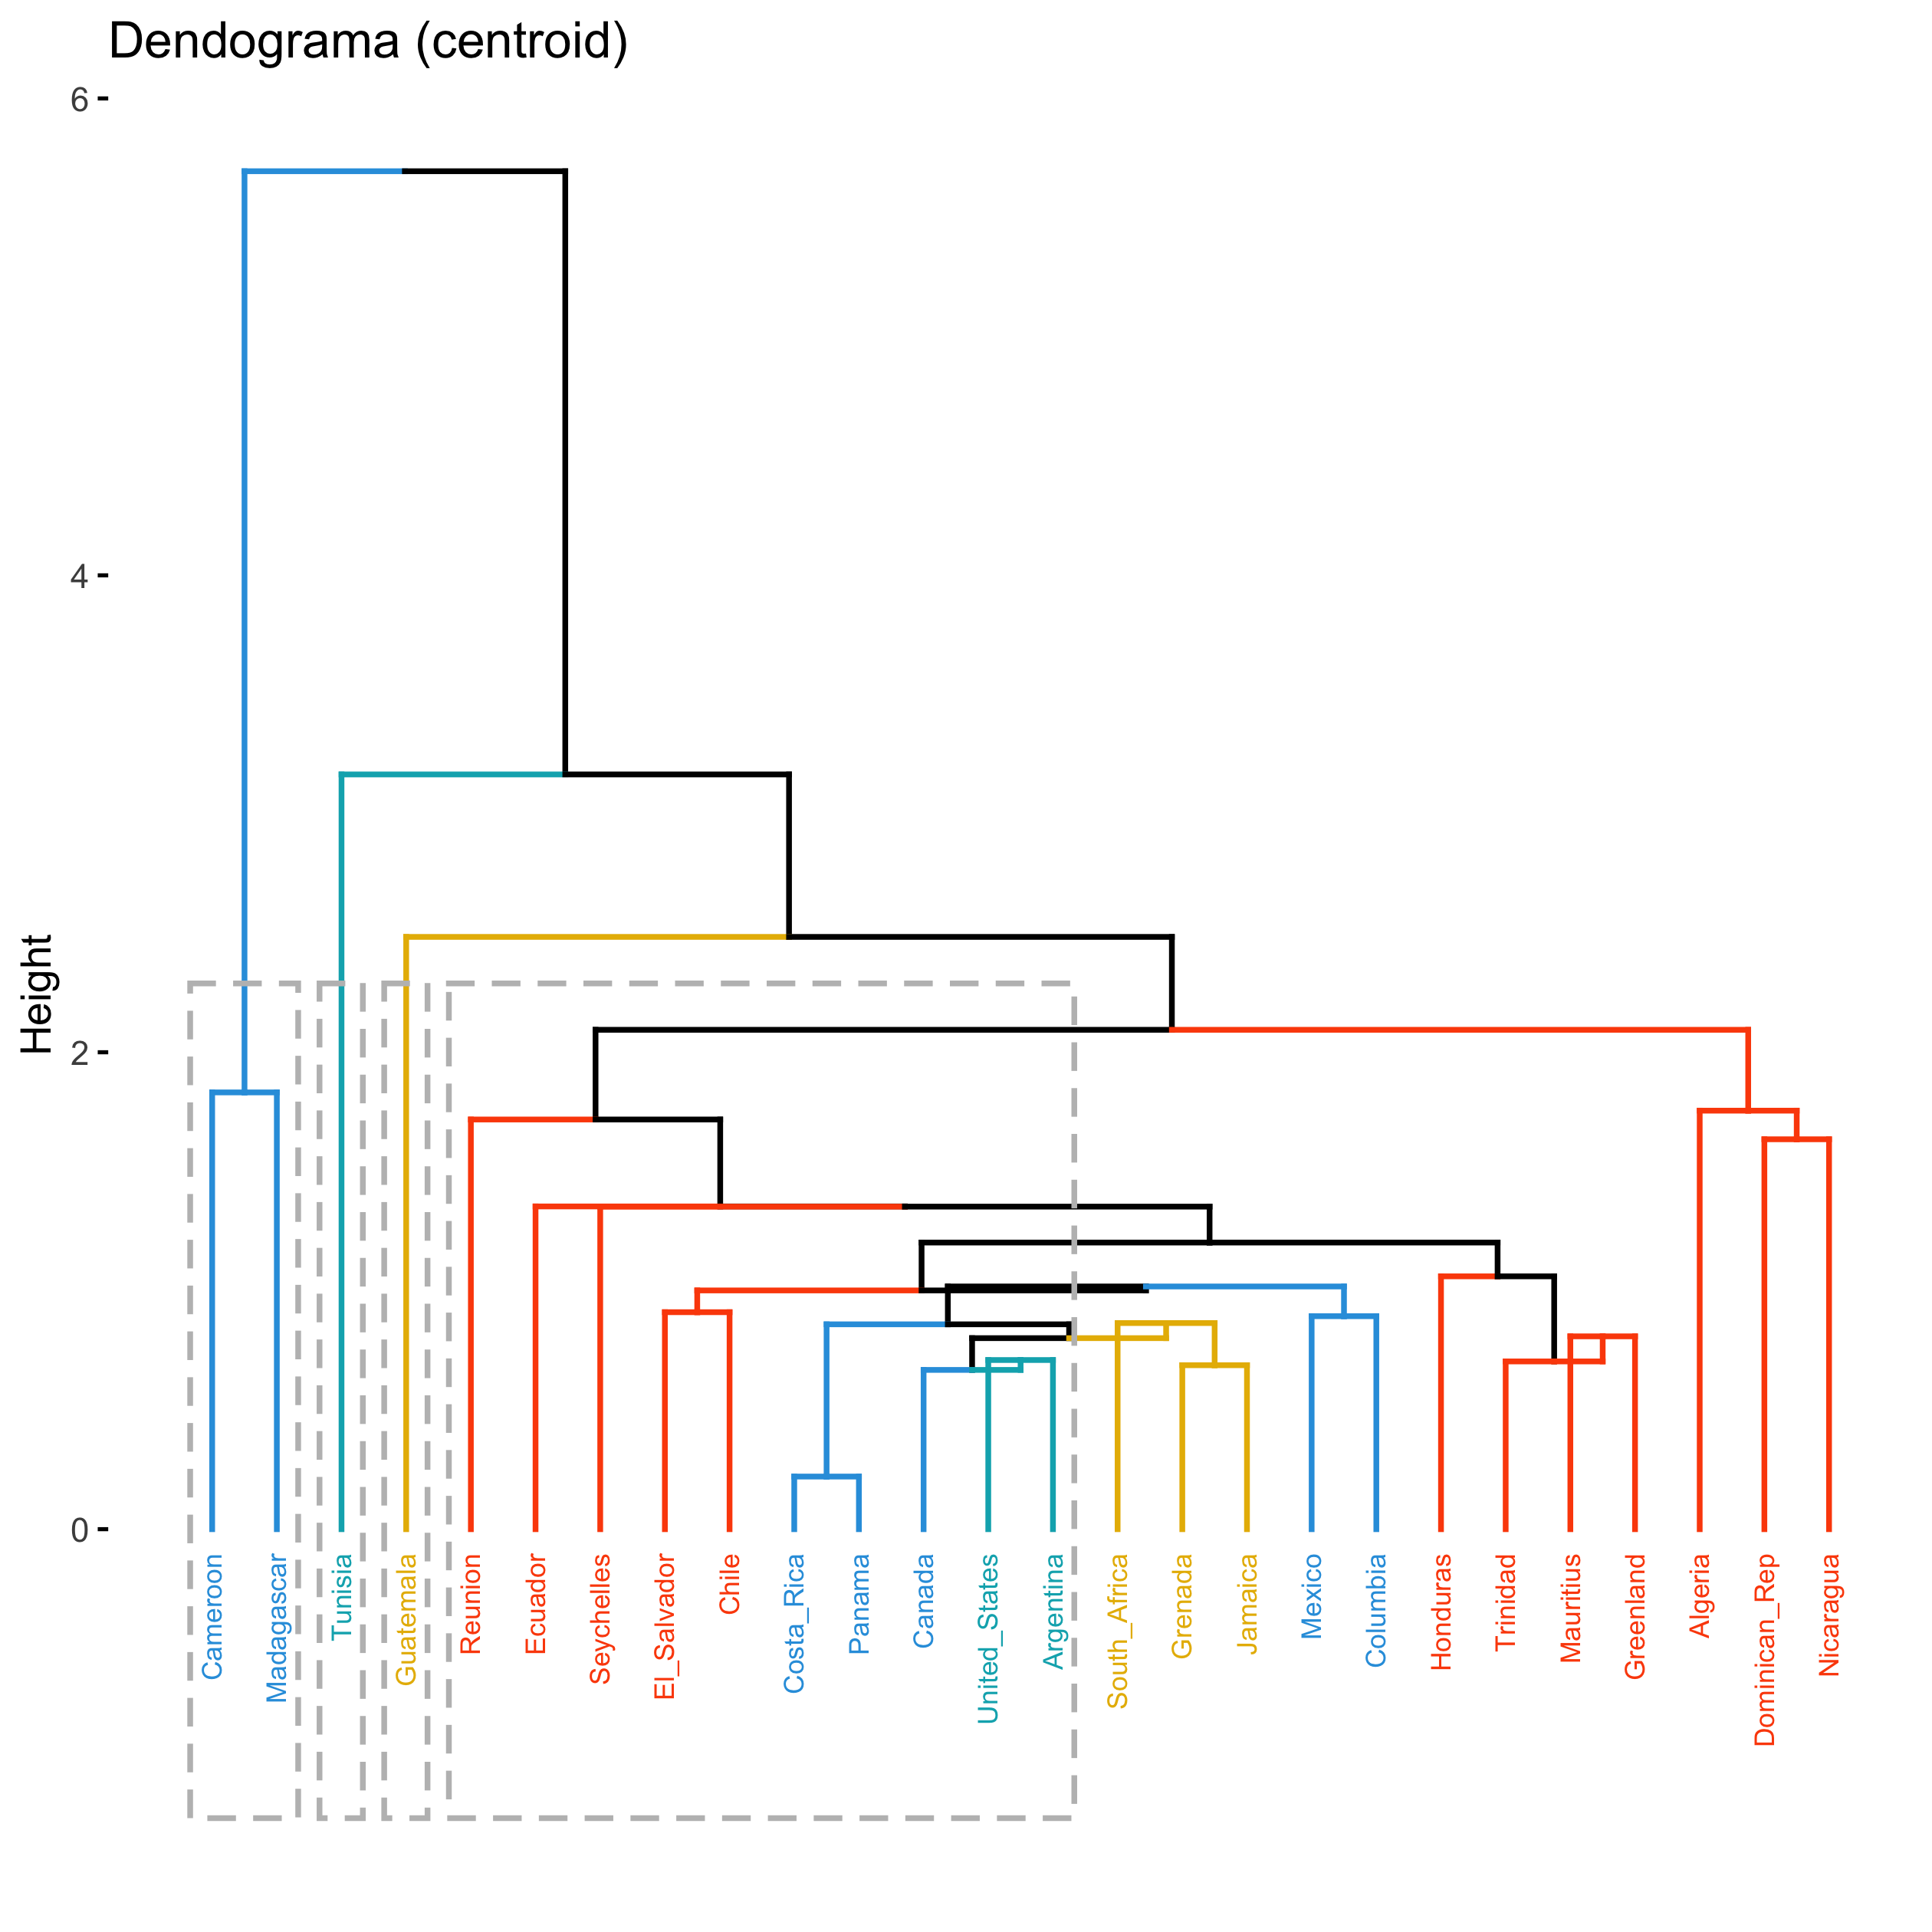 Dendograma (centroid)
6
4
2
0
Height
Cameroon
Madagascar
Tunisia
Guatemala
Reunion
Ecuador
Seychelles
El_Salvador
Chile
Costa_Rica
Panama
Canada
United_States
Argentina
South_Africa
Grenada
Jamaica
Mexico
Columbia
Honduras
Trinidad
Mauritius
Greenland
Algeria
Dominican_Rep
Nicaragua